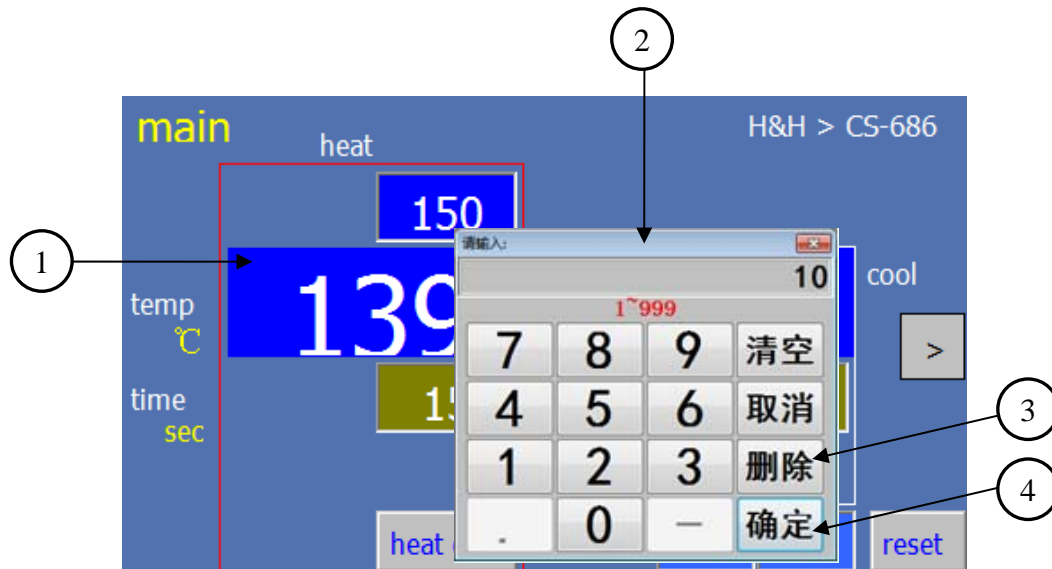 2
main
H&H > CS-686
heat
150
请输入:
1
139
10
cool
temp
℃
1~999
7 8 9 清空
>
time
sec
15
4 5 6 取消
3
1 2 3 删除
4
. 0 — 确定
heat
reset